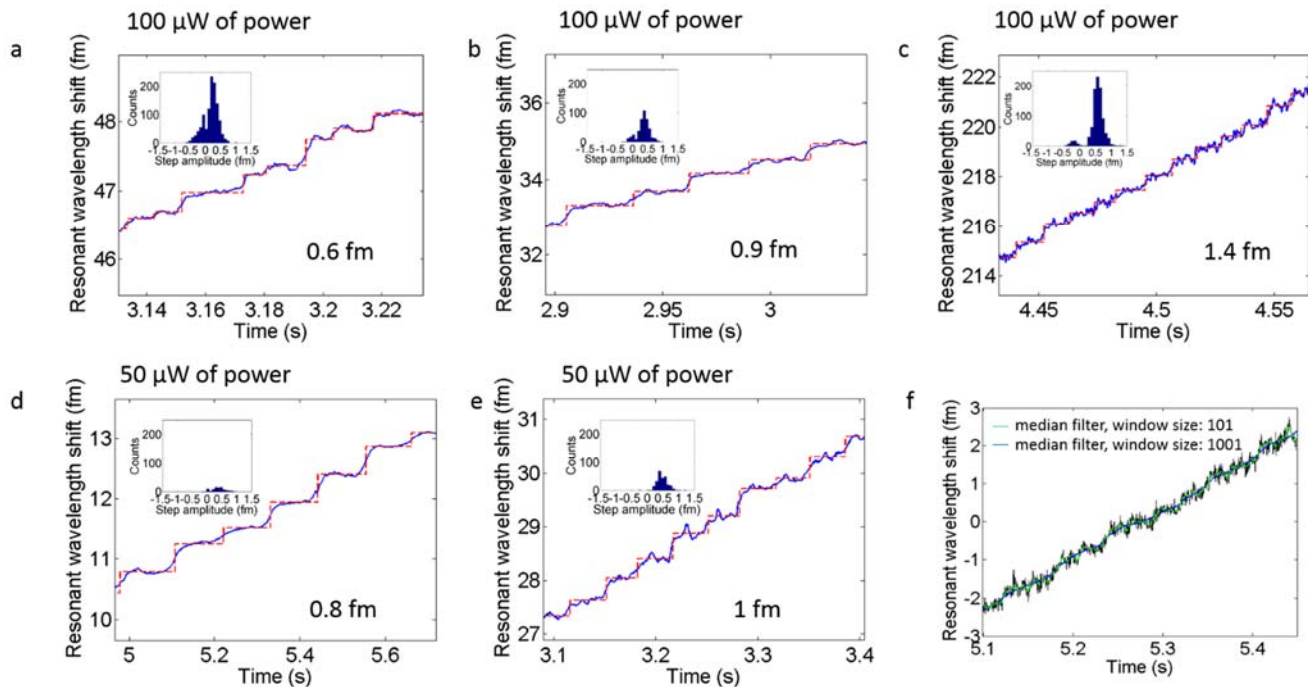 100 µW of power
100 µW of power
100 µW of power
a
b
c
Resonant wavelength shift (fm)
48
47
46
3.14 3.16 3.18 3.2 3.22
Time (s)
Counts
200
100
0
-1.5 -1 -0.5 0 0.5 1 1.5
Step amplitude (fm)
0.6 fm
Resonant wavelength shift (fm)
36
34
32
2.9 2.95 3
Time (s)
Counts
200
100
0
-1.5 -1 -0.5 0 0.5 1 1.5
Step amplitude (fm)
0.9 fm
Resonant wavelength shift (fm)
222
220
218
216
214
4.45 4.5 4.55
Time (s)
Counts
200
100
0
-1.5 -1 -0.5 0 0.5 1 1.5
Step amplitude (fm)
1.4 fm
50 µW of power
50 µW of power
d
e
f
Resonant wavelength shift (fm)
13
12
11
10
5 5.2 5.4 5.6
Time (s)
Counts
200
100
0
-1.5 -1 -0.5 0 0.5 1 1.5
Step amplitude (fm)
0.8 fm
Resonant wavelength shift (fm)
31
30
29
28
27
3.1 3.2 3.3 3.4
Time (s)
Counts
200
100
0
-1.5 -1 -0.5 0 0.5 1 1.5
Step amplitude (fm)
1 fm
Resonant wavelength shift (fm)
3
2
1
0
-1
-2
-3
5.1 5.2 5.3 5.4
Time (s)
median filter, window size: 101
median filter, window size: 1001